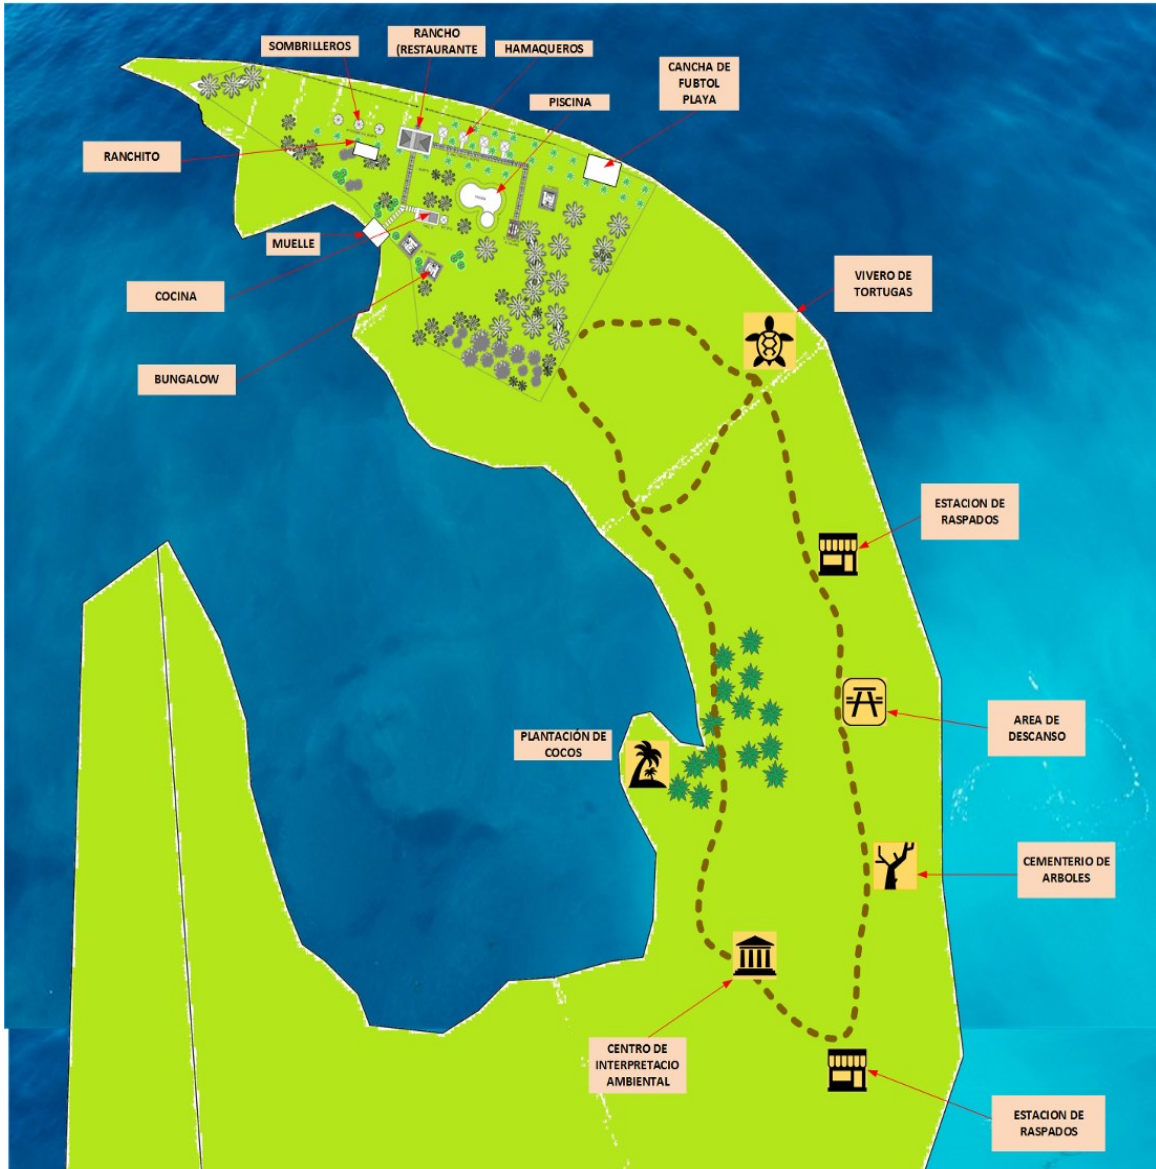 SOMBRILLEROS
RANCHO
(RESTAURANTE
HAMAQUEROS
CANCHA DE
FUBTOL
PLAYA
PISCINA
RANCHITO
MUELLE
COCINA
BUNGALOW
VIVERO DE
TORTUGAS
ESTACION DE
RASPADOS
AREA DE
DESCANSO
PLANTACIÓN DE
COCOS
CEMENTERIO DE
ARBOLES
CENTRO DE
INTERPRETACIO
AMBIENTAL
ESTACION DE
RASPADOS